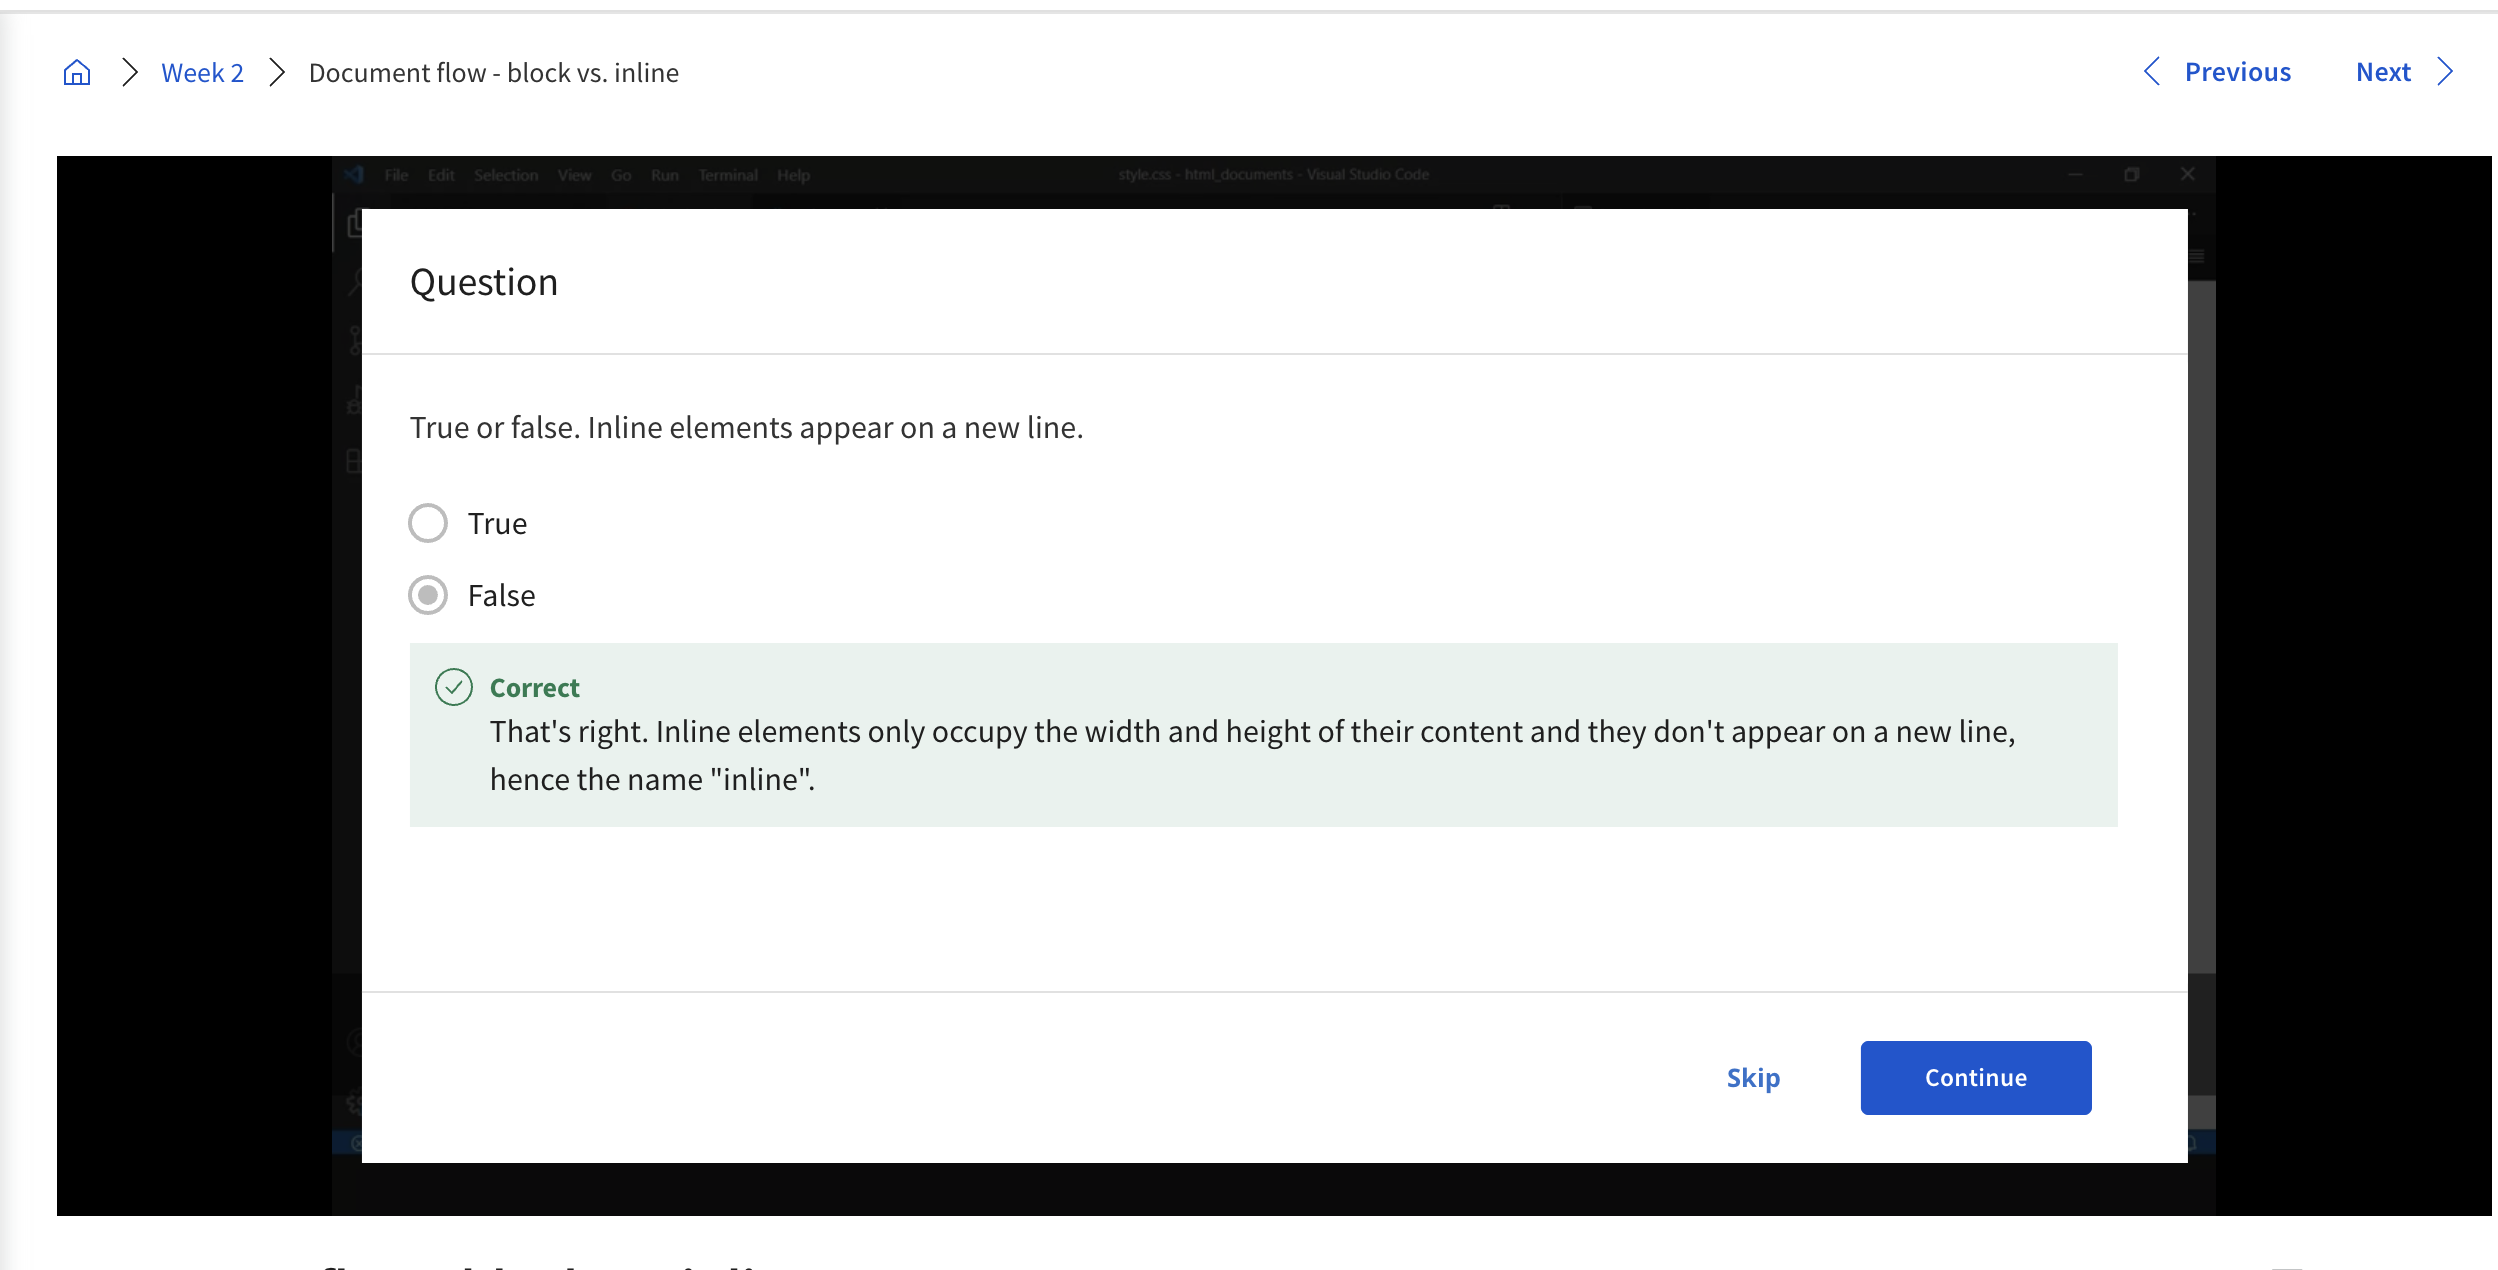 Week 2 Document flow - block vs. inline Previous Next
File Edit Selection View Go Run Terminal Help style.css - html_documents - Visual Studio Code
Question
True or false. Inline elements appear on a new line.
True
False
Correct
That's right. Inline elements only occupy the width and height of their content and they don't appear on a new line,
hence the name "inline".
Skip Continue